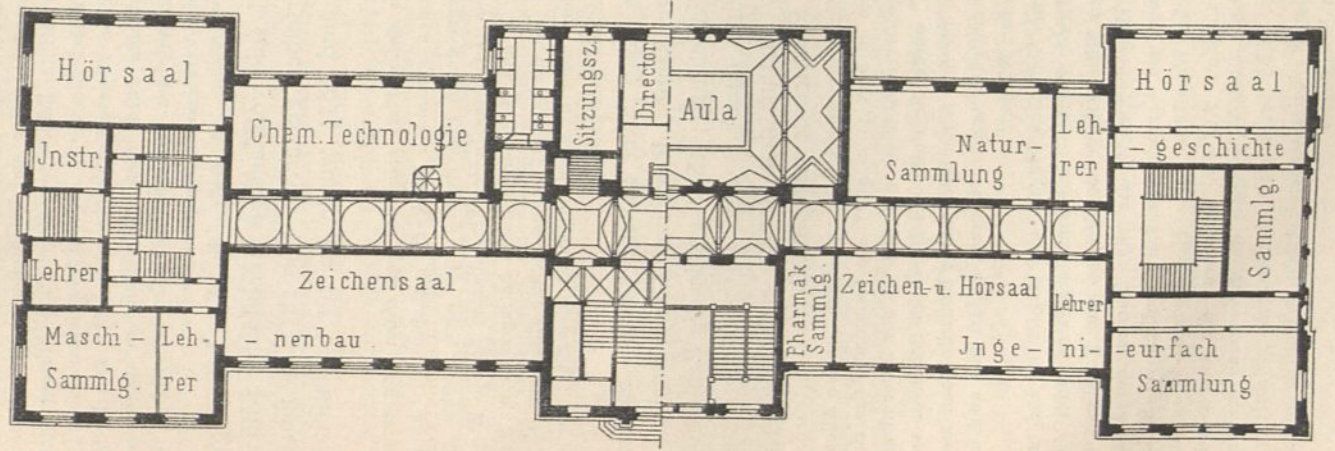 Hörsaal
Jnstr.
Lehrer
Maschi-
Sammlg.
Leh-
rer
Chem. Technologie
Zeichensaal
- nenbau.
Sitzungsz.
Director
Aula
Natur-
Sammlung
Leh-
rer
Hörsaal
- geschichte
Sammlg.
Pharmak
Sammlg.
Zeichen- u. Hörsaal
Jnge-
Lehrer
ni-
-eurfach
Sammlung